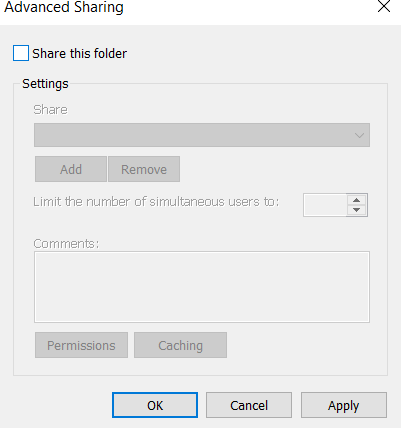 Advanced Sharing
Share this folder
Settings
Share
Add Remove
Limit the number of simultaneous users to:
Comments:
Permissions Caching
OK Cancel Apply